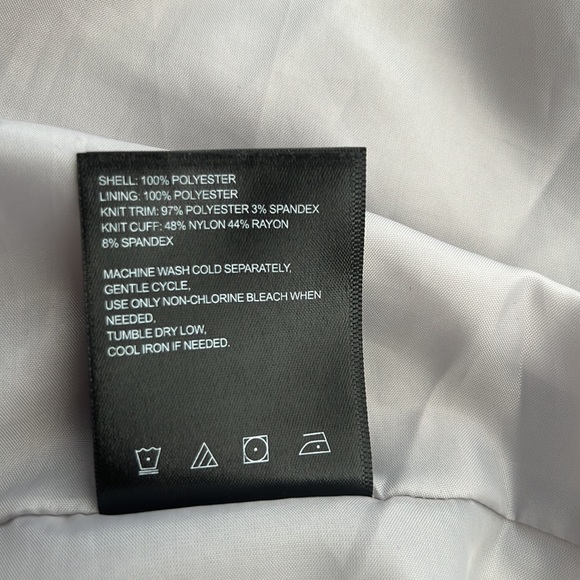 SHELL: 100% POLYESTER
LINING: 100% POLYESTER
KNIT TRIM: 97% POLYESTER 3% SPANDEX
KNIT CUFF: 48% NYLON 44% RAYON
8% SPANDEX
MACHINE WASH COLD SEPARATELY,
GENTLE CYCLE,
USE ONLY NON-CHLORINE BLEACH WHEN
NEEDED,
TUMBLE DRY LOW,
COOL IRON IF NEEDED.